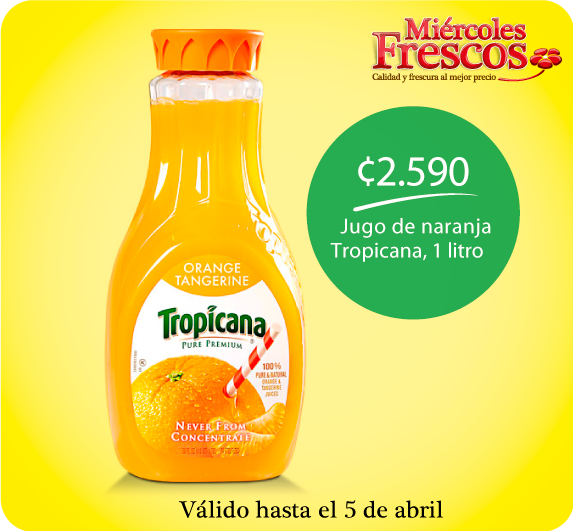 Miércoles
Frescos
Calidad y frescura al mejor precio
¢2.590
Jugo de naranja
Tropicana, 1 litro
ORANGE
TANGERINE
Tropicana
PURE PREMIUM
100%
PURE & NATURAL
ORANGE &
TANGERINE
JUICES
NEVER FROM
CONCENTRATE
Válido hasta el 5 de abril